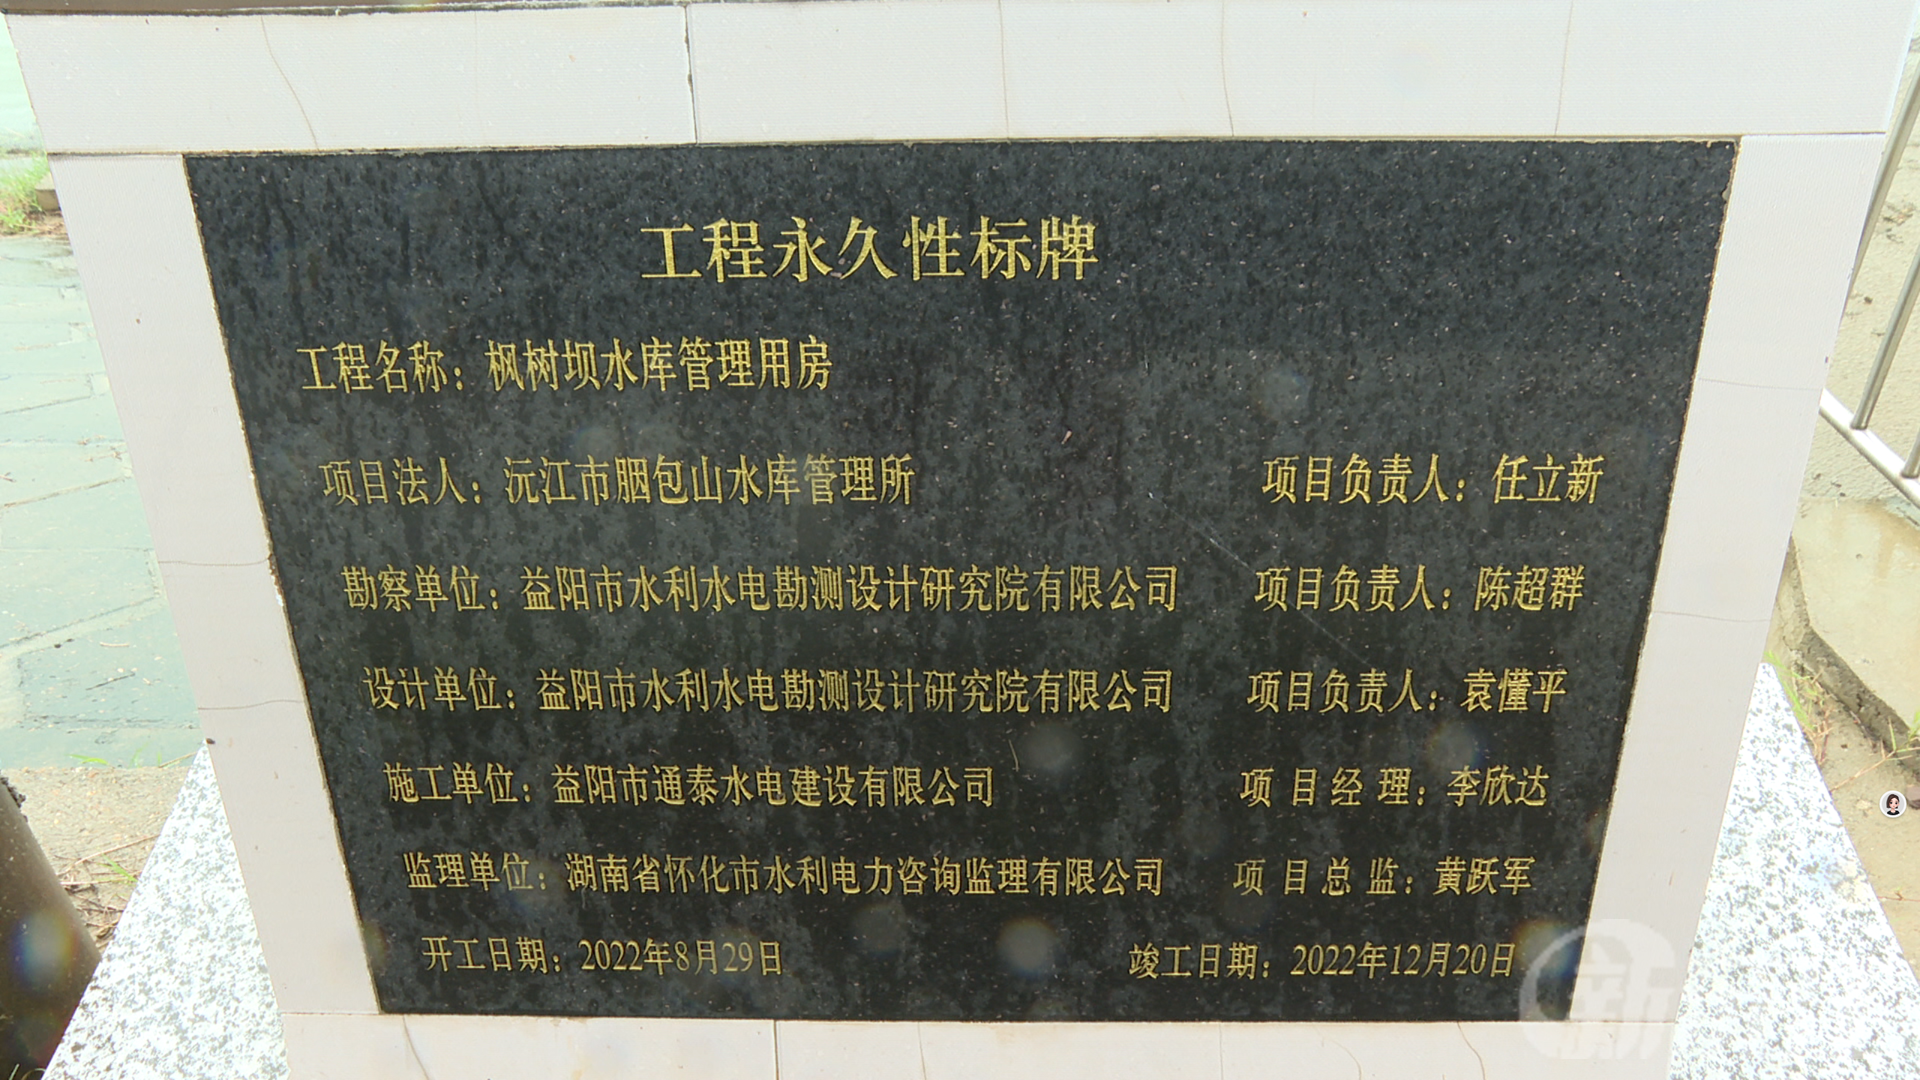 工程永久性标牌
工程名称：枫树坝水库管理用房
项目法人：沅江市胭包山水库管理所 项目负责人：任立新
勘察单位：益阳市水利水电勘测设计研究院有限公司 项目负责人：陈超群
设计单位：益阳市水利水电勘测设计研究院有限公司 项目负责人：袁懂平
施工单位：益阳市通泰水电建设有限公司 项目经理：李欣达
监理单位：湖南省怀化市水利电力咨询监理有限公司 项目总监：黄跃军
开工日期：2022年8月29日 竣工日期：2022年12月20日
新